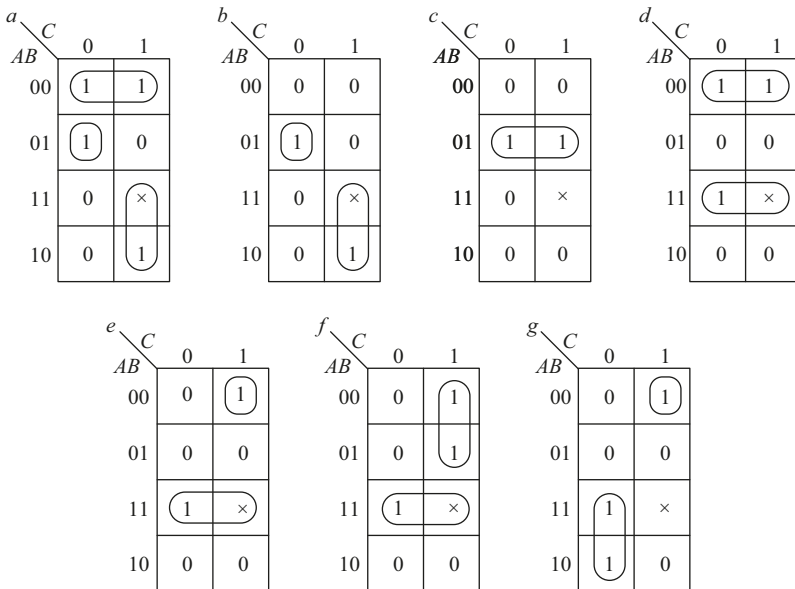 a C 0 1 b C 0 1 c C 0 1 d C 0 1
AB AB AB AB
00 1 1 00 0 0 00 0 0 00 1 1
01 1 0 01 1 0 01 1 1 01 0 0
11 0 × 11 0 × 11 0 × 11 1 ×
10 0 1 10 0 1 10 0 0 10 0 0
e C 0 1 f C 0 1 g C 0 1
AB AB AB
00 0 1 00 0 1 00 0 1
01 0 0 01 0 1 01 0 0
11 1 × 11 1 × 11 1 ×
10 0 0 10 0 0 10 1 0